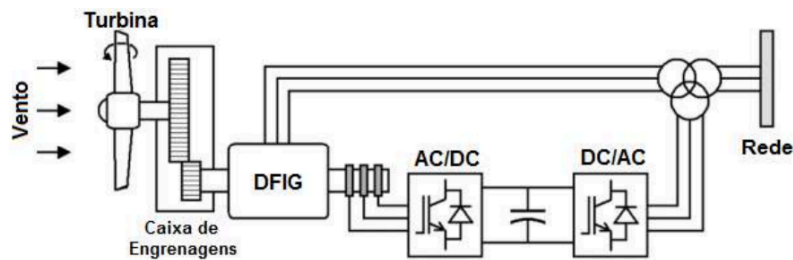 Turbina
Vento
AC/DC
DC/AC
Rede
DFIG
Caixa de
Engrenagens